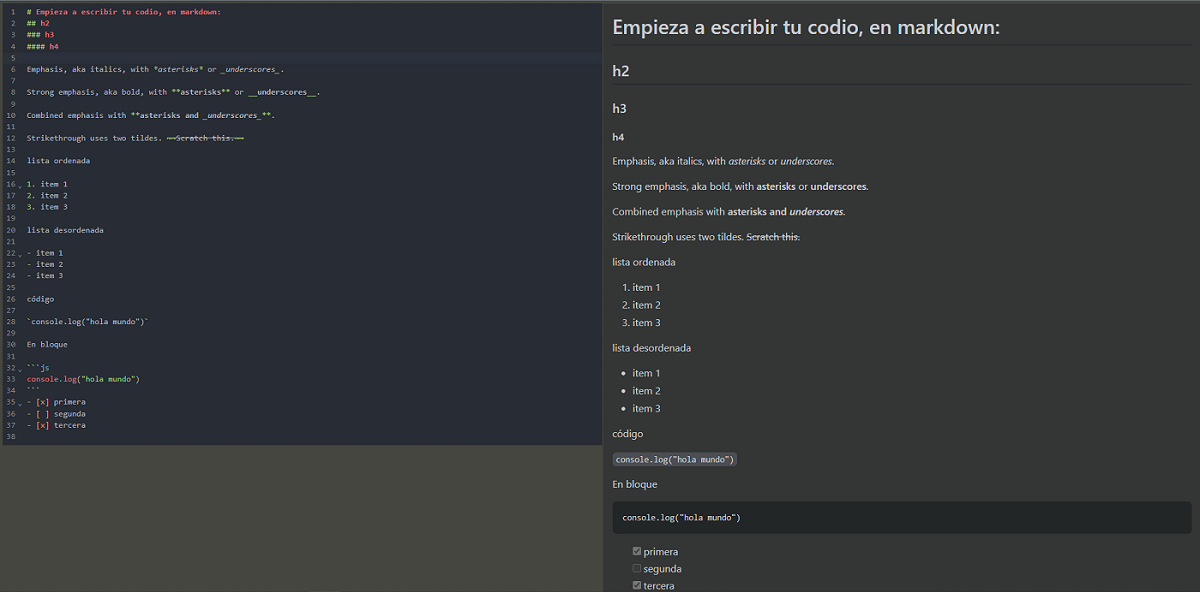 1 # Empieza a escribir tu codio, en markdown:
2 ## h2
3 ### h3
4 #### h4
5
6 Emphasis, aka italics, with *asterisks* or _underscores_.
7
8 Strong emphasis, aka bold, with **asterisks** or __underscores__.
9
10 Combined emphasis with **asterisks and _underscores_**.
11
12 Strikethrough uses two tildes. ~~Scratch this.~~
13
14 lista ordenada
15
16 1. item 1
17 2. item 2
18 3. item 3
19
20 lista desordenada
21
22 - item 1
23 - item 2
24 - item 3
25
26 código
27
28 `console.log("hola mundo")`
29
30 En bloque
31
32 ```js
33 console.log("hola mundo")
34 ```
35 - [x] primera
36 - [ ] segunda
37 - [x] tercera
38
Empieza a escribir tu codio, en markdown:
h2
h3
h4
Emphasis, aka italics, with asterisks or underscores.
Strong emphasis, aka bold, with asterisks or underscores.
Combined emphasis with asterisks and underscores.
Strikethrough uses two tildes. Scratch this.
lista ordenada
1. item 1
2. item 2
3. item 3
lista desordenada
• item 1
• item 2
• item 3
código
console.log("hola mundo")
En bloque
console.log("hola mundo")
primera
segunda
tercera